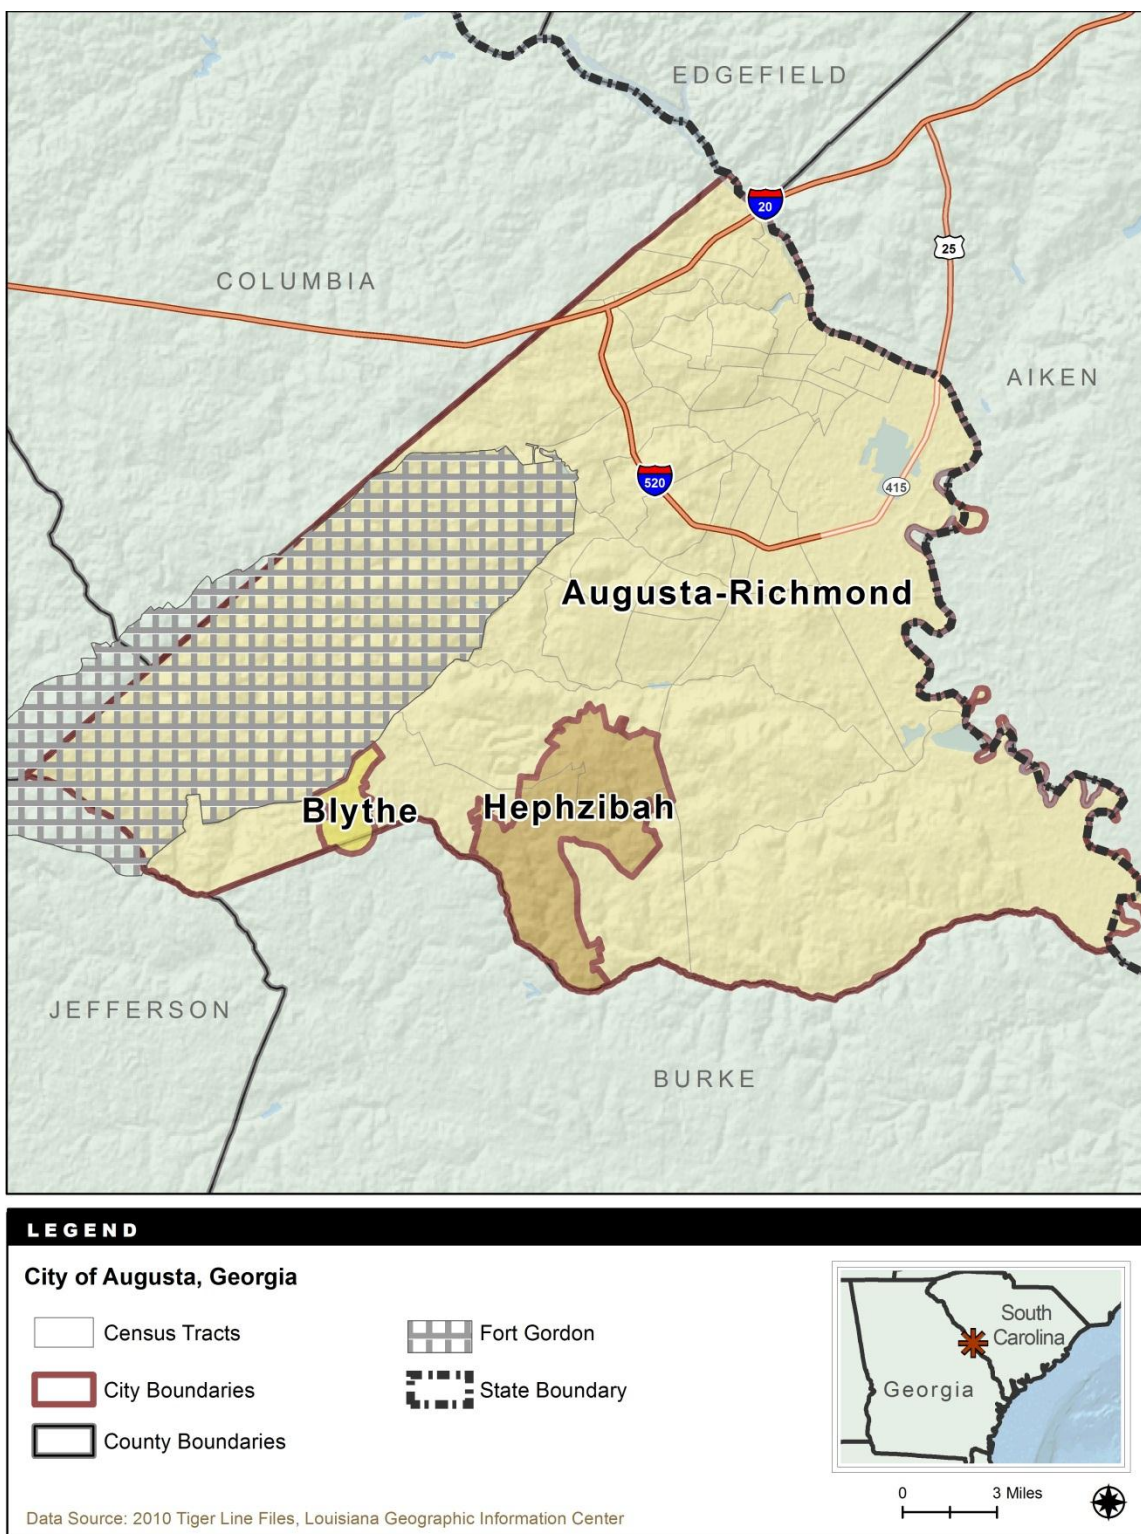 EDGEFIELD
20
25
COLUMBIA
AIKEN
520
415
Augusta-Richmond
Blythe
Hephzibah
JEFFERSON
BURKE
LEGEND
City of Augusta, Georgia
Census Tracts
Fort Gordon
City Boundaries
State Boundary
County Boundaries
South
Carolina
Georgia
0 3 Miles
Data Source: 2010 Tiger Line Files, Louisiana Geographic Information Center